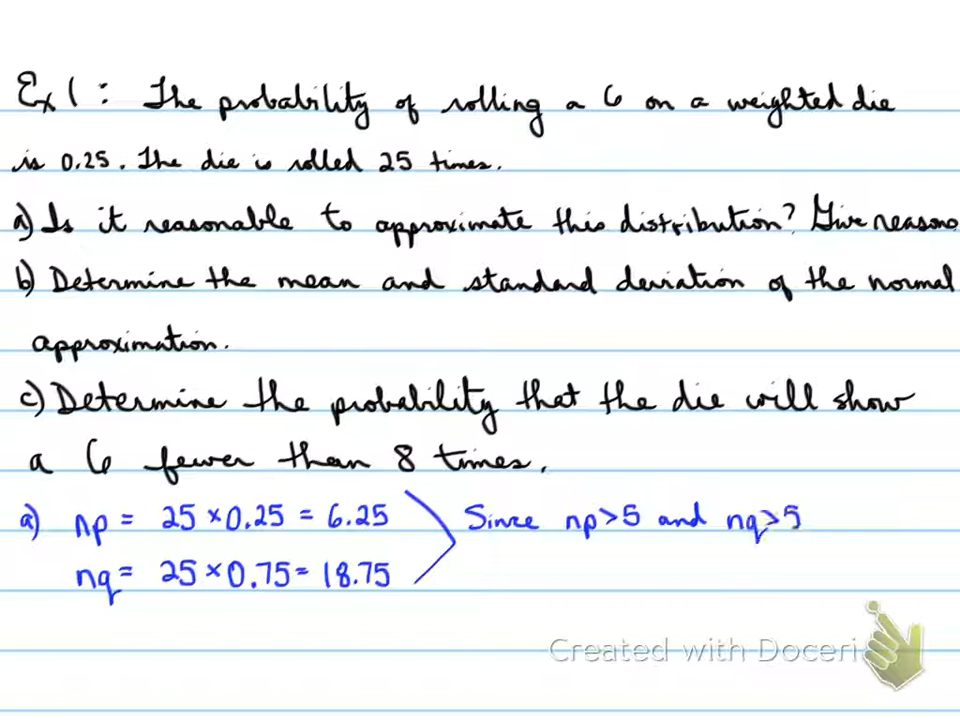 Ex 1: The probability of rolling a 6 on a weighted die
is 0.25. The die is rolled 25 times.
a) Is it reasonable to approximate this distribution? Give reasons
b) Determine the mean and standard deviation of the normal
approximation.
c) Determine the probability that the die will show
a 6 fewer than 8 times.
a) np = 25 × 0.25 = 6.25 Since np>5 and nq>5
nq = 25 × 0.75 = 18.75
Created with Doceri